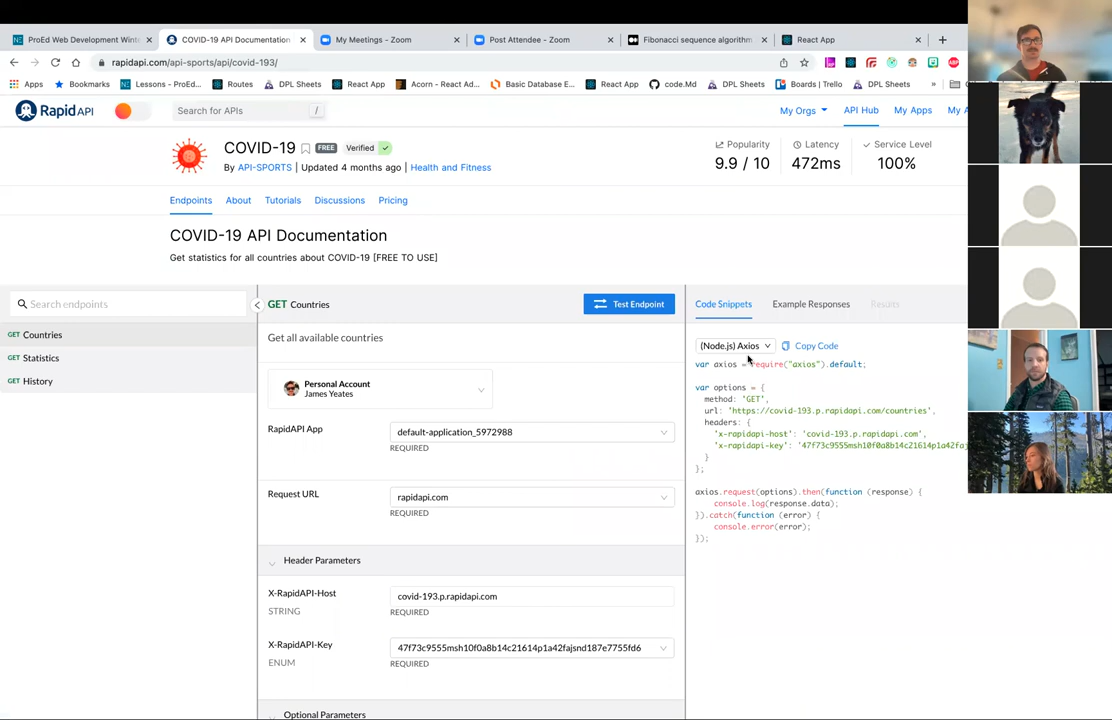 ProEd Web Development Wint
COVID-19 API Documentation
My Meetings - Zoom
Post Attendee - Zoom
Fibonacci sequence algorithm
React App
rapidapi.com/api-sports/api/covid-193/
Apps
Bookmarks
Lessons - ProEd...
Routes
DPL Sheets
React App
Acorn - React Ad...
Basic Database E...
React App
code.Md
DPL Sheets
Boards | Trello
DPL Sheets
»
Rapid API
Search for APIs
/
My Orgs
API Hub
My Apps
My A
COVID-19
FREE
Verified
By API-SPORTS | Updated 4 months ago | Health and Fitness
Popularity
9.9 / 10
Latency
472ms
Service Level
100%
Endpoints
About
Tutorials
Discussions
Pricing
COVID-19 API Documentation
Get statistics for all countries about COVID-19 [FREE TO USE]
Search endpoints
GET Countries
GET Statistics
GET History
GET Countries
Test Endpoint
Get all available countries
Personal Account
James Yeates
RapidAPI App
default-application_5972988
REQUIRED
Request URL
rapidapi.com
REQUIRED
Header Parameters
X-RapidAPI-Host
STRING
covid-193.p.rapidapi.com
REQUIRED
X-RapidAPI-Key
ENUM
47f73c9555msh10f0a8b14c21614p1a42fajsnd187e7755fd6
REQUIRED
Optional Parameters
Code Snippets
Example Responses
Results
(Node.js) Axios
Copy Code
var axios = require("axios").default;
var options = {
method: 'GET',
url: 'https://covid-193.p.rapidapi.com/countries',
headers: {
'x-rapidapi-host': 'covid-193.p.rapidapi.com',
'x-rapidapi-key': '47f73c9555msh10f0a8b14c21614p1a42faj
}
};
axios.request(options).then(function (response) {
console.log(response.data);
}).catch(function (error) {
console.error(error);
});